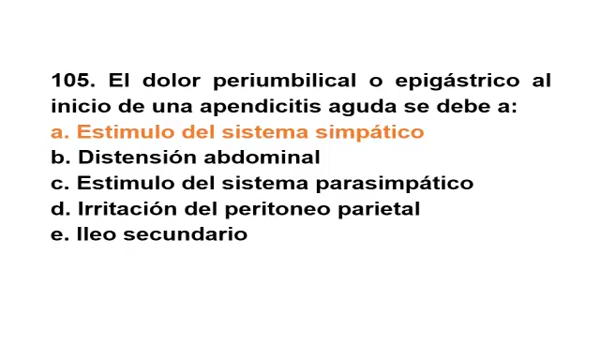 105. El dolor periumbilical o epigástrico al
inicio de una apendicitis aguda se debe a:
a. Estimulo del sistema simpático
b. Distensión abdominal
c. Estimulo del sistema parasimpático
d. Irritación del peritoneo parietal
e. Ileo secundario